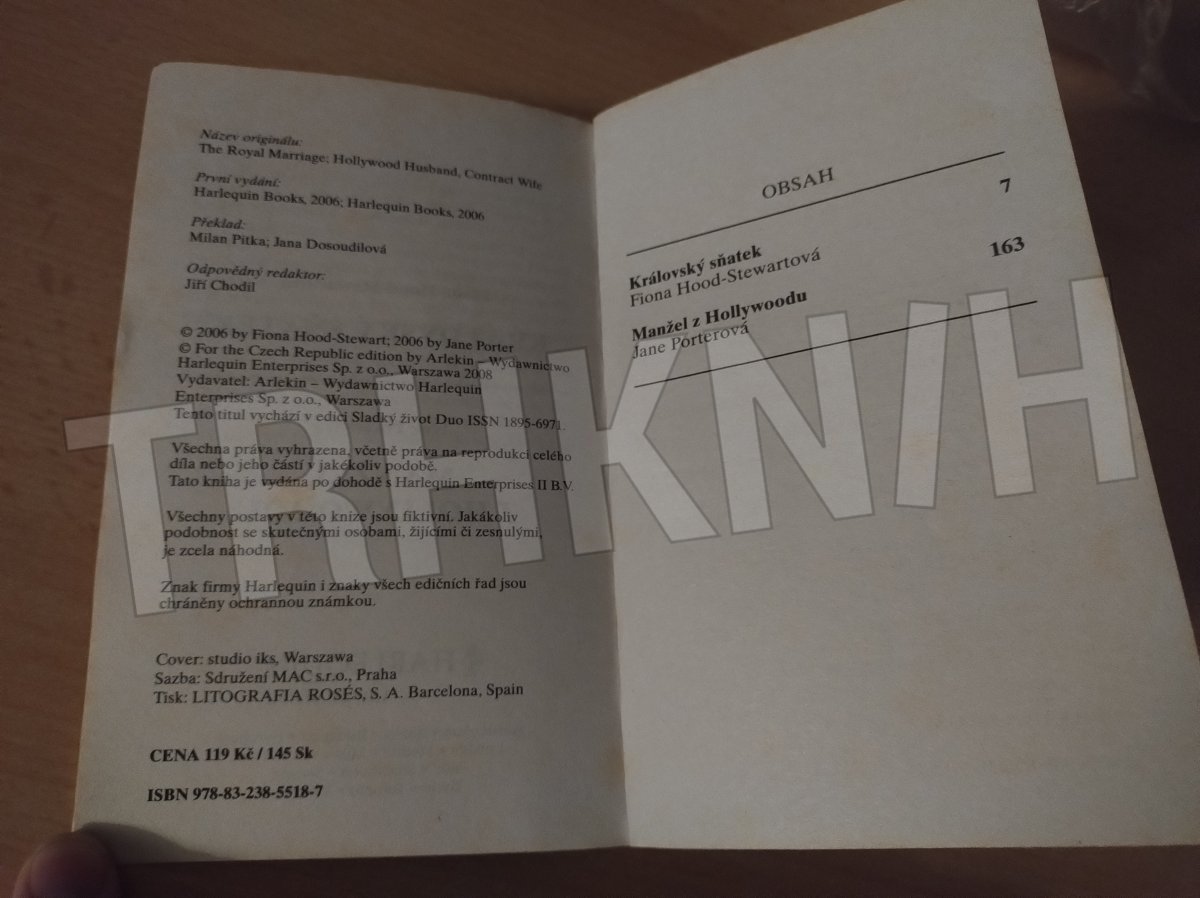 Název originálu:
The Royal Marriage; Hollywood Husband, Contract Wife
První vydání:
Harlequin Books, 2006; Harlequin Books, 2006
Překlad:
Milan Pitka; Jana Dosoudilová
Odpovědný redaktor:
Jiří Chodil
© 2006 by Fiona Hood-Stewart; 2006 by Jane Porter
© For the Czech Republic edition by Arlekin – Wydawnictwo
Harlequin Enterprises Sp. z o.o., Warszawa 2008
Vydavatel: Arlekin – Wydawnictwo Harlequin
Enterprises Sp. z o.o., Warszawa
Tento titul vychází v edici Sladký život Duo ISSN 1895-6971.
Všechna práva vyhrazena, včetně práva na reprodukci celého
díla nebo jeho částí v jakékoliv podobě.
Tato kniha je vydána po dohodě s Harlequin Enterprises II B.V.
Všechny postavy v této knize jsou fiktivní. Jakákoliv
podobnost se skutečnými osobami, žijícími či zesnulými,
je zcela náhodná.
Znak firmy Harlequin i znaky všech edičních řad jsou
chráněny ochrannou známkou.
Cover: studio iks, Warszawa
Sazba: Sdružení MAC s.r.o., Praha
Tisk: LITOGRAFIA ROSÉS, S. A. Barcelona, Spain
CENA 119 Kč / 145 Sk
ISBN 978-83-238-5518-7
OBSAH
Královský sňatek 7
Fiona Hood-Stewartová
Manžel z Hollywoodu 163
Jane Porterová
TRHKNIH